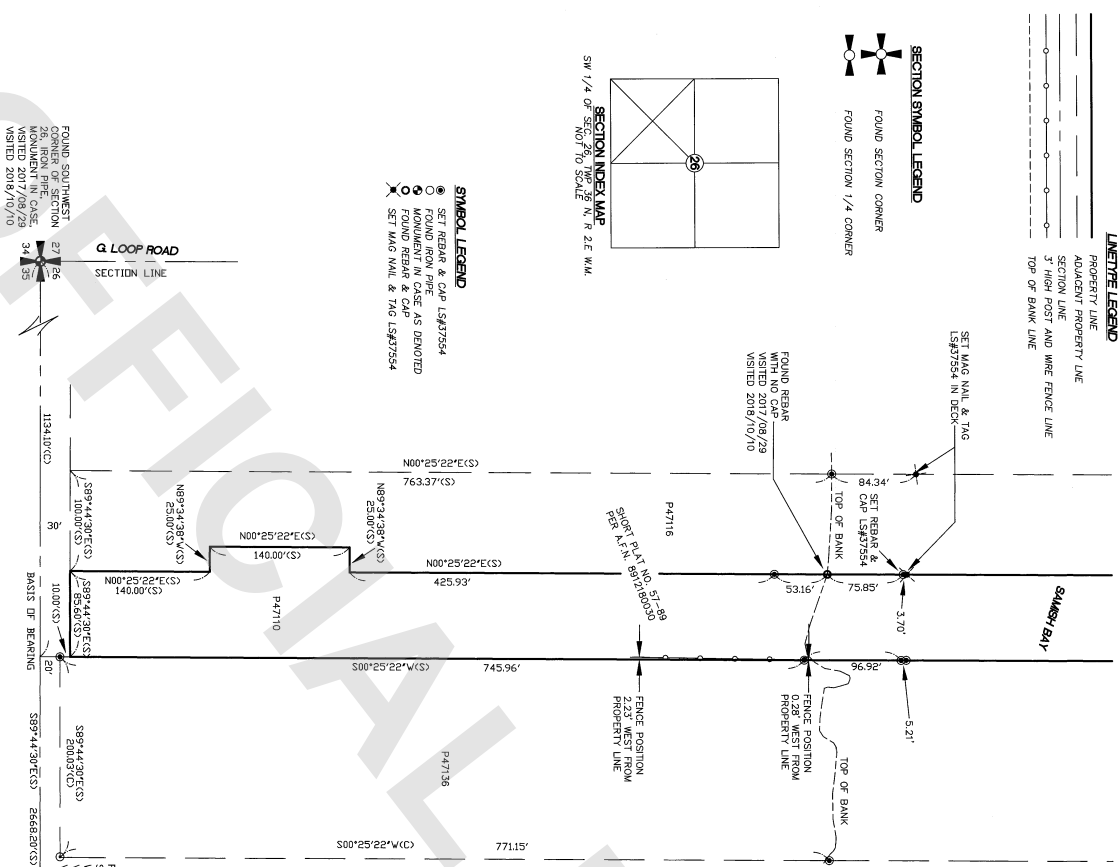 LINETYPE LEGEND
PROPERTY LINE
ADJACENT PROPERTY LNE
SECTION LINE
3' HIGH POST AND WIRE FENCE LINE
TOP OF BANK LINE
SECTION SYMBOL LEGEND
FOUND SECTOIN CORNER
FOUND SECTION 1/4 CORNER
26
SECTION INDEX MAP
SW 1/4 OF SEC. 26, TWP. 36 N, R. 2.E W.M.
NOT TO SCALE
SYMBOL LEGEND
SET REBAR & CAP LS#37554
FOUND IRON PIPE
MONUMENT IN CASE AS DENOTED
FOUND REBAR & CAP
SET MAG NAIL & TAG LS#37554
SET MAG NAIL & TAG
LS#37554 IN DECK
FOUND REBAR
WITH NO CAP
VISITED 2017/08/29
VISITED 2018/10/10
84.34'
SET REBAR &
CAP LS#37554
TOP OF BANK
53.16'
75.85'
3.70'
SAMISH BAY
96.92'
5.21'
FENCE POSITION
0.28' WEST FROM
PROPERTY LINE
TOP OF BANK
FENCE POSITION
2.23' WEST FROM
PROPERTY LINE
SHORT PLAT NO. 57-89
PER A.F.N. 8912180030
P47116
N00°25'22"E(S)
763.37'(S)
N00°25'22"E(S)
425.93'
N89°34'38"W(S)
25.00'(S)
N00°25'22"E(S)
140.00'(S)
N89°34'38"W(S)
25.00'(S)
N00°25'22"E(S)
140.00'(S)
P47110
S00°25'22"W(S)
745.96'
P47136
S00°25'22"W(C)
771.15'
S89°44'30"E(S)
100.00'(S)
S89°44'30"E(S)
85.60'(S)
10.00'(S)
S89°44'30"E(S)
200.03'(C)
30'
20'
1134.10'(C)
BASIS OF BEARING
S89°44'30"E(S)
2668.20'(S)
G. LOOP ROAD
SECTION LINE
27
26
34
35
FOUND SOUTHWEST
CORNER OF SECTION
26, IRON PIPE,
MONUMENT IN CASE,
VISITED 2017/08/29
VISITED 2018/10/10